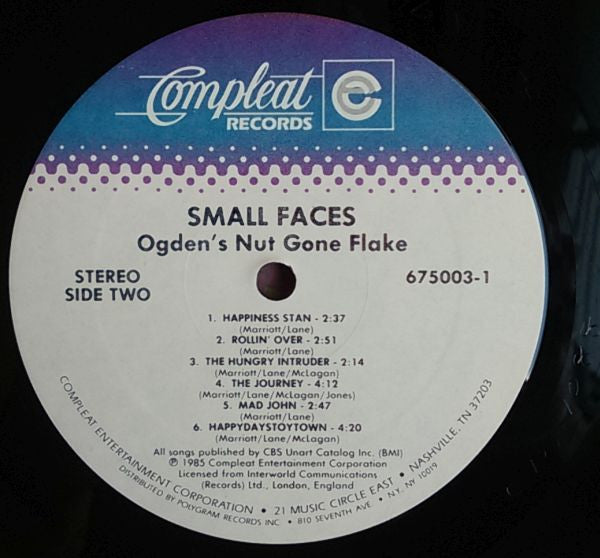 Compleat
RECORDS
SMALL FACES
Ogden's Nut Gone Flake
STEREO
SIDE TWO
675003-1
1. HAPPINESS STAN - 2:37
(Marriott/Lane)
2. ROLLIN' OVER - 2:51
(Marriott/Lane)
3. THE HUNGRY INTRUDER - 2:14
(Marriott/Lane/McLagan)
4. THE JOURNEY - 4:12
(Marriott/Lane/McLagan/Jones)
5. MAD JOHN - 2:47
(Marriott/Lane)
6. HAPPYDAYSTOYTOWN - 4:20
(Marriott/Lane/McLagan)
All songs published by CBS Unart Catalog Inc. (BMI)
℗ 1985 Compleat Entertainment Corporation
Licensed from Interworld Communications
(Records) Ltd., London, England
COMPLEAT ENTERTAINMENT CORPORATION • 21 MUSIC CIRCLE EAST • NASHVILLE, TN 37203
DISTRIBUTED BY POLYGRAM RECORDS INC. • 810 SEVENTH AVE. • N.Y., N.Y. 10019